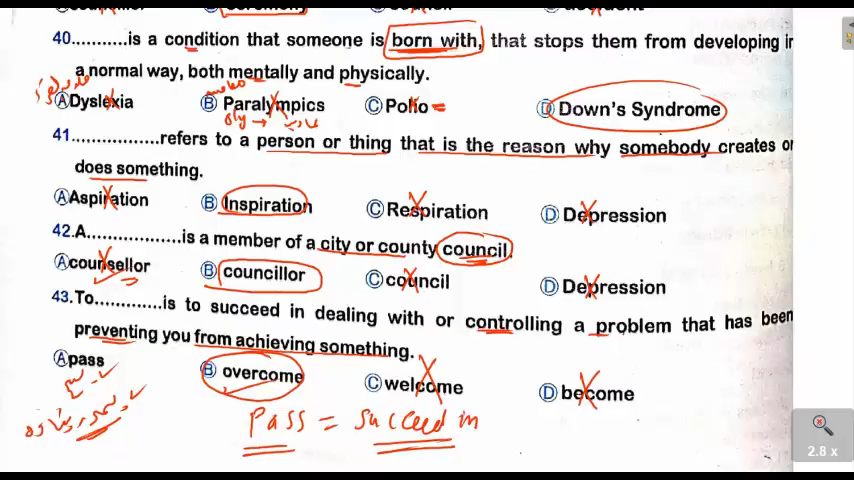 40...........is a condition that someone is born with, that stops them from developing in
a normal way, both mentally and physically.
Ⓐ Dyslexia Ⓑ Paralympics Ⓒ Polio = Ⓓ Down's Syndrome
41.................refers to a person or thing that is the reason why somebody creates or
does something.
Ⓐ Aspiration Ⓑ Inspiration Ⓒ Respiration Ⓓ Depression
42.A..................is a member of a city or county council.
Ⓐ counsellor Ⓑ councillor Ⓒ council Ⓓ Depression
43.To.............is to succeed in dealing with or controlling a problem that has been
preventing you from achieving something.
Ⓐ pass Ⓑ overcome Ⓒ welcome Ⓓ become
Pass = succeed in
2.8 x